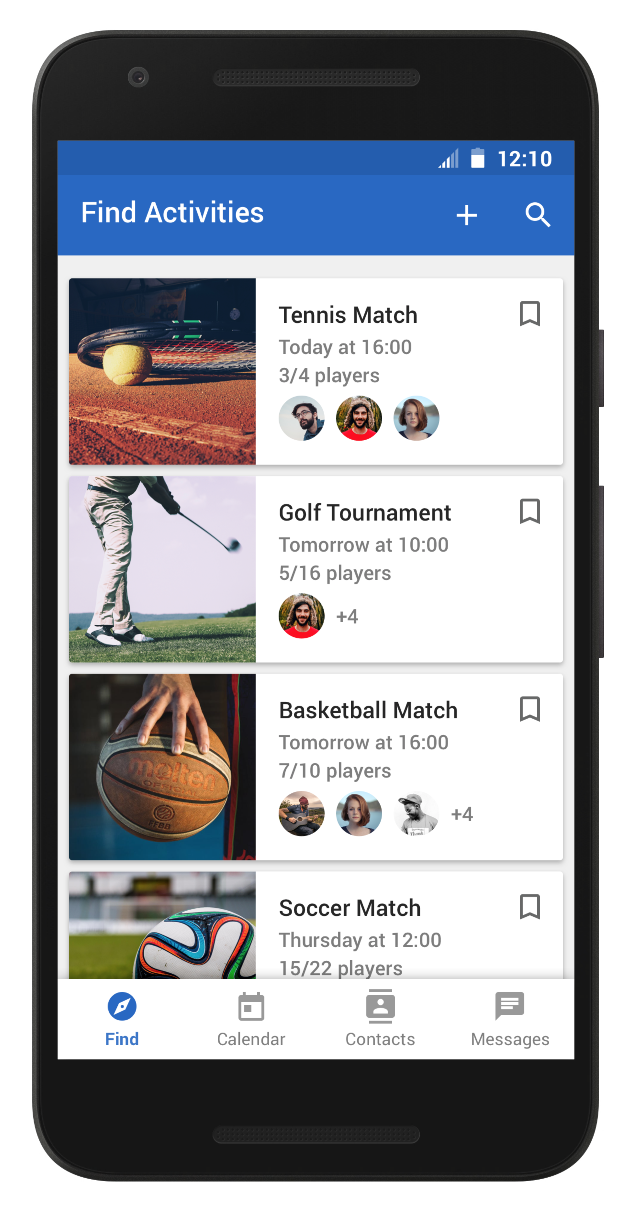 12:10
Find Activities
Tennis Match
Today at 16:00
3/4 players
Golf Tournament
Tomorrow at 10:00
5/16 players
+4
Basketball Match
Tomorrow at 16:00
7/10 players
+4
molten
Soccer Match
Thursday at 12:00
15/22 players
Find
Calendar
Contacts
Messages